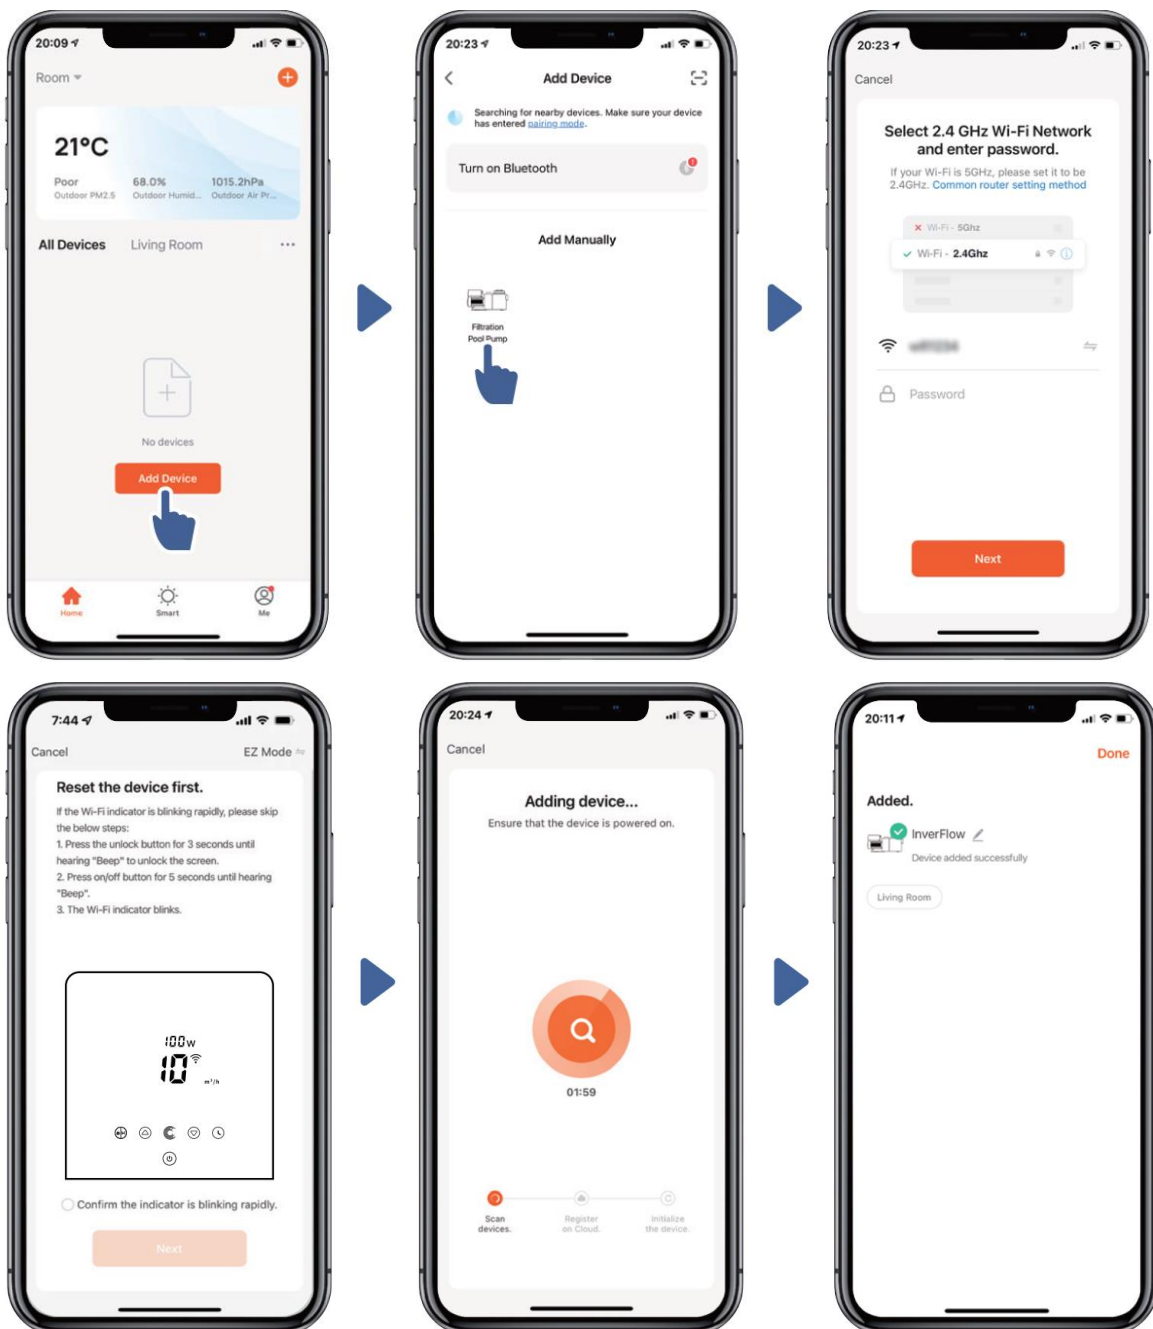 20:09
Room
21°C
Poor
68.0%
1015.2hPa
Outdoor PM2.5
Outdoor Humid...
Outdoor Air Pr...
All Devices
Living Room
No devices
Add Device
Home
Smart
Me
20:23
Add Device
Searching for nearby devices. Make sure your device
has entered pairing mode.
Turn on Bluetooth
Add Manually
Filtration
Pool Pump
20:23
Cancel
Select 2.4 GHz Wi-Fi Network
and enter password.
If your Wi-Fi is 5GHz, please set it to be
2.4GHz. Common router setting method
Wi-Fi - 5Ghz
Wi-Fi - 2.4Ghz
Password
Next
7:44
Cancel
EZ Mode
Reset the device first.
If the Wi-Fi indicator is blinking rapidly, please skip
the below steps:
1. Press the unlock button for 3 seconds until
hearing "Beep" to unlock the screen.
2. Press on/off button for 5 seconds until hearing
"Beep".
3. The Wi-Fi indicator blinks.
100w
10
m³/h
Confirm the indicator is blinking rapidly.
Next
20:24
Cancel
Adding device...
Ensure that the device is powered on.
01:59
Scan
devices.
Register
on Cloud.
Initialize
the device.
20:11
Done
Added.
InverFlow
Device added successfully
Living Room